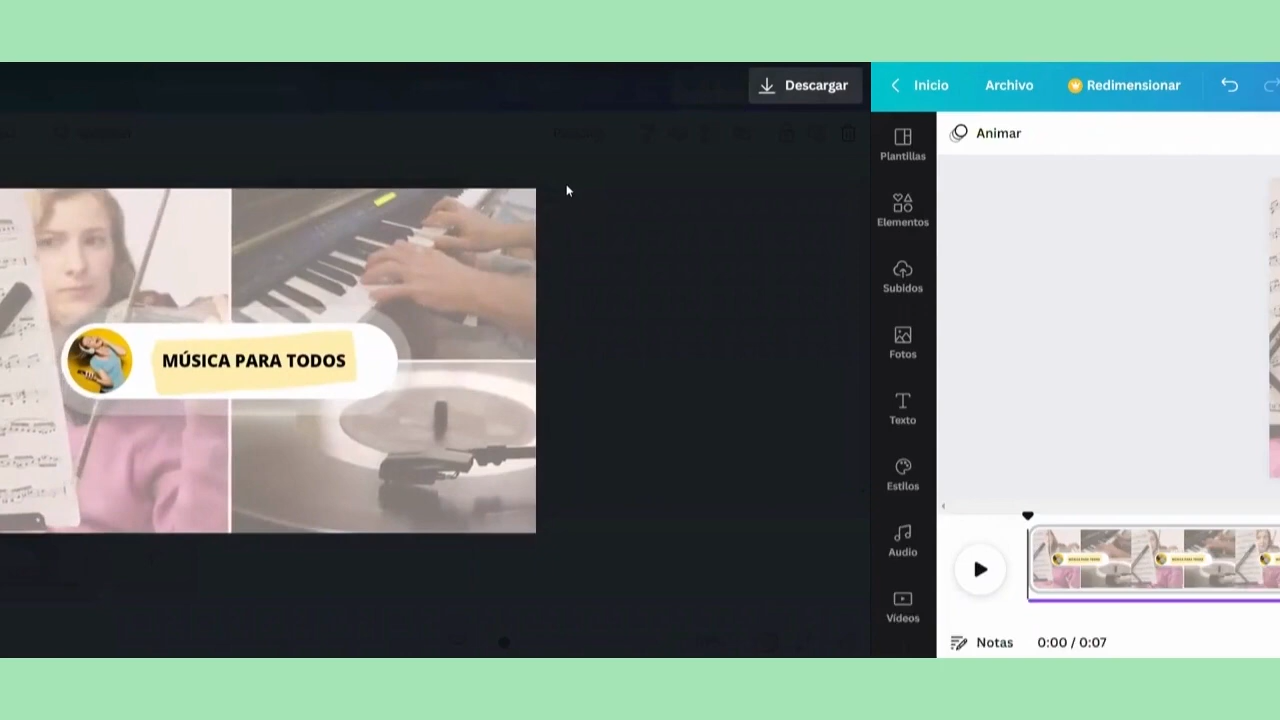 Descargar
Inicio
Archivo
Redimensionar
Animar
Plantillas
Elementos
Subidos
Fotos
Texto
Estilos
Audio
Vídeos
MÚSICA PARA TODOS
Notas
0:00 / 0:07